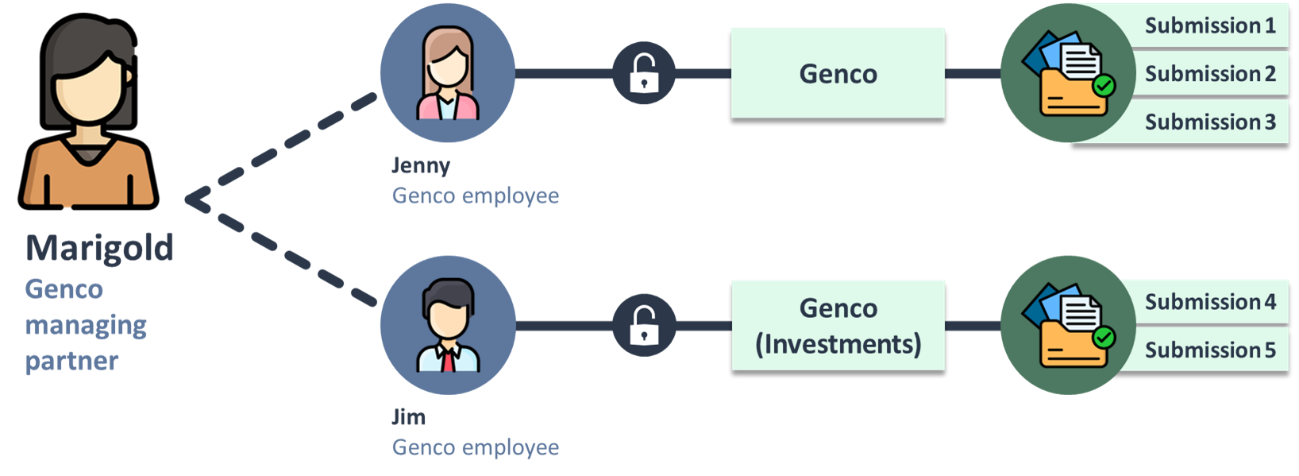 Marigold
Genco
managing
partner
Jenny
Genco employee
Genco
Submission 1
Submission 2
Submission 3
Jim
Genco employee
Genco
(Investments)
Submission 4
Submission 5